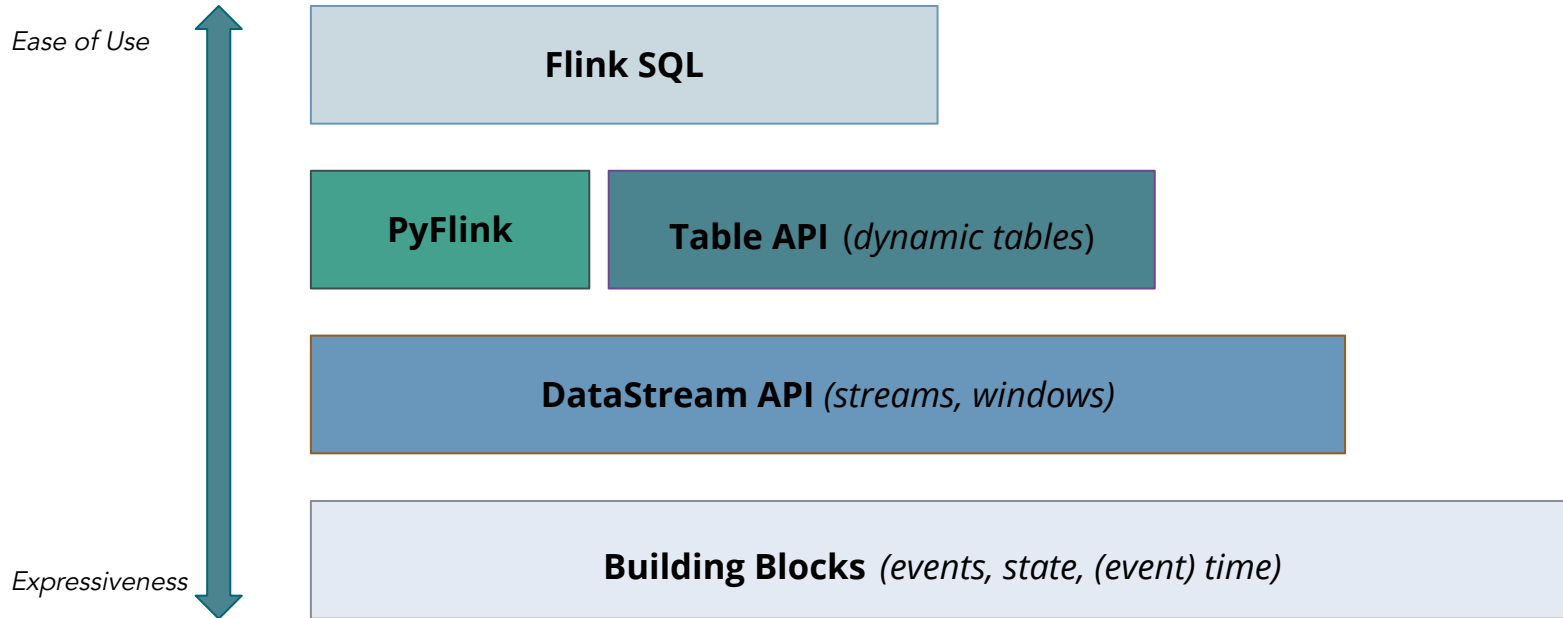 Ease of Use
Flink SQL
PyFlink
Table API (dynamic tables)
DataStream API (streams, windows)
Building Blocks (events, state, (event) time)
Expressiveness